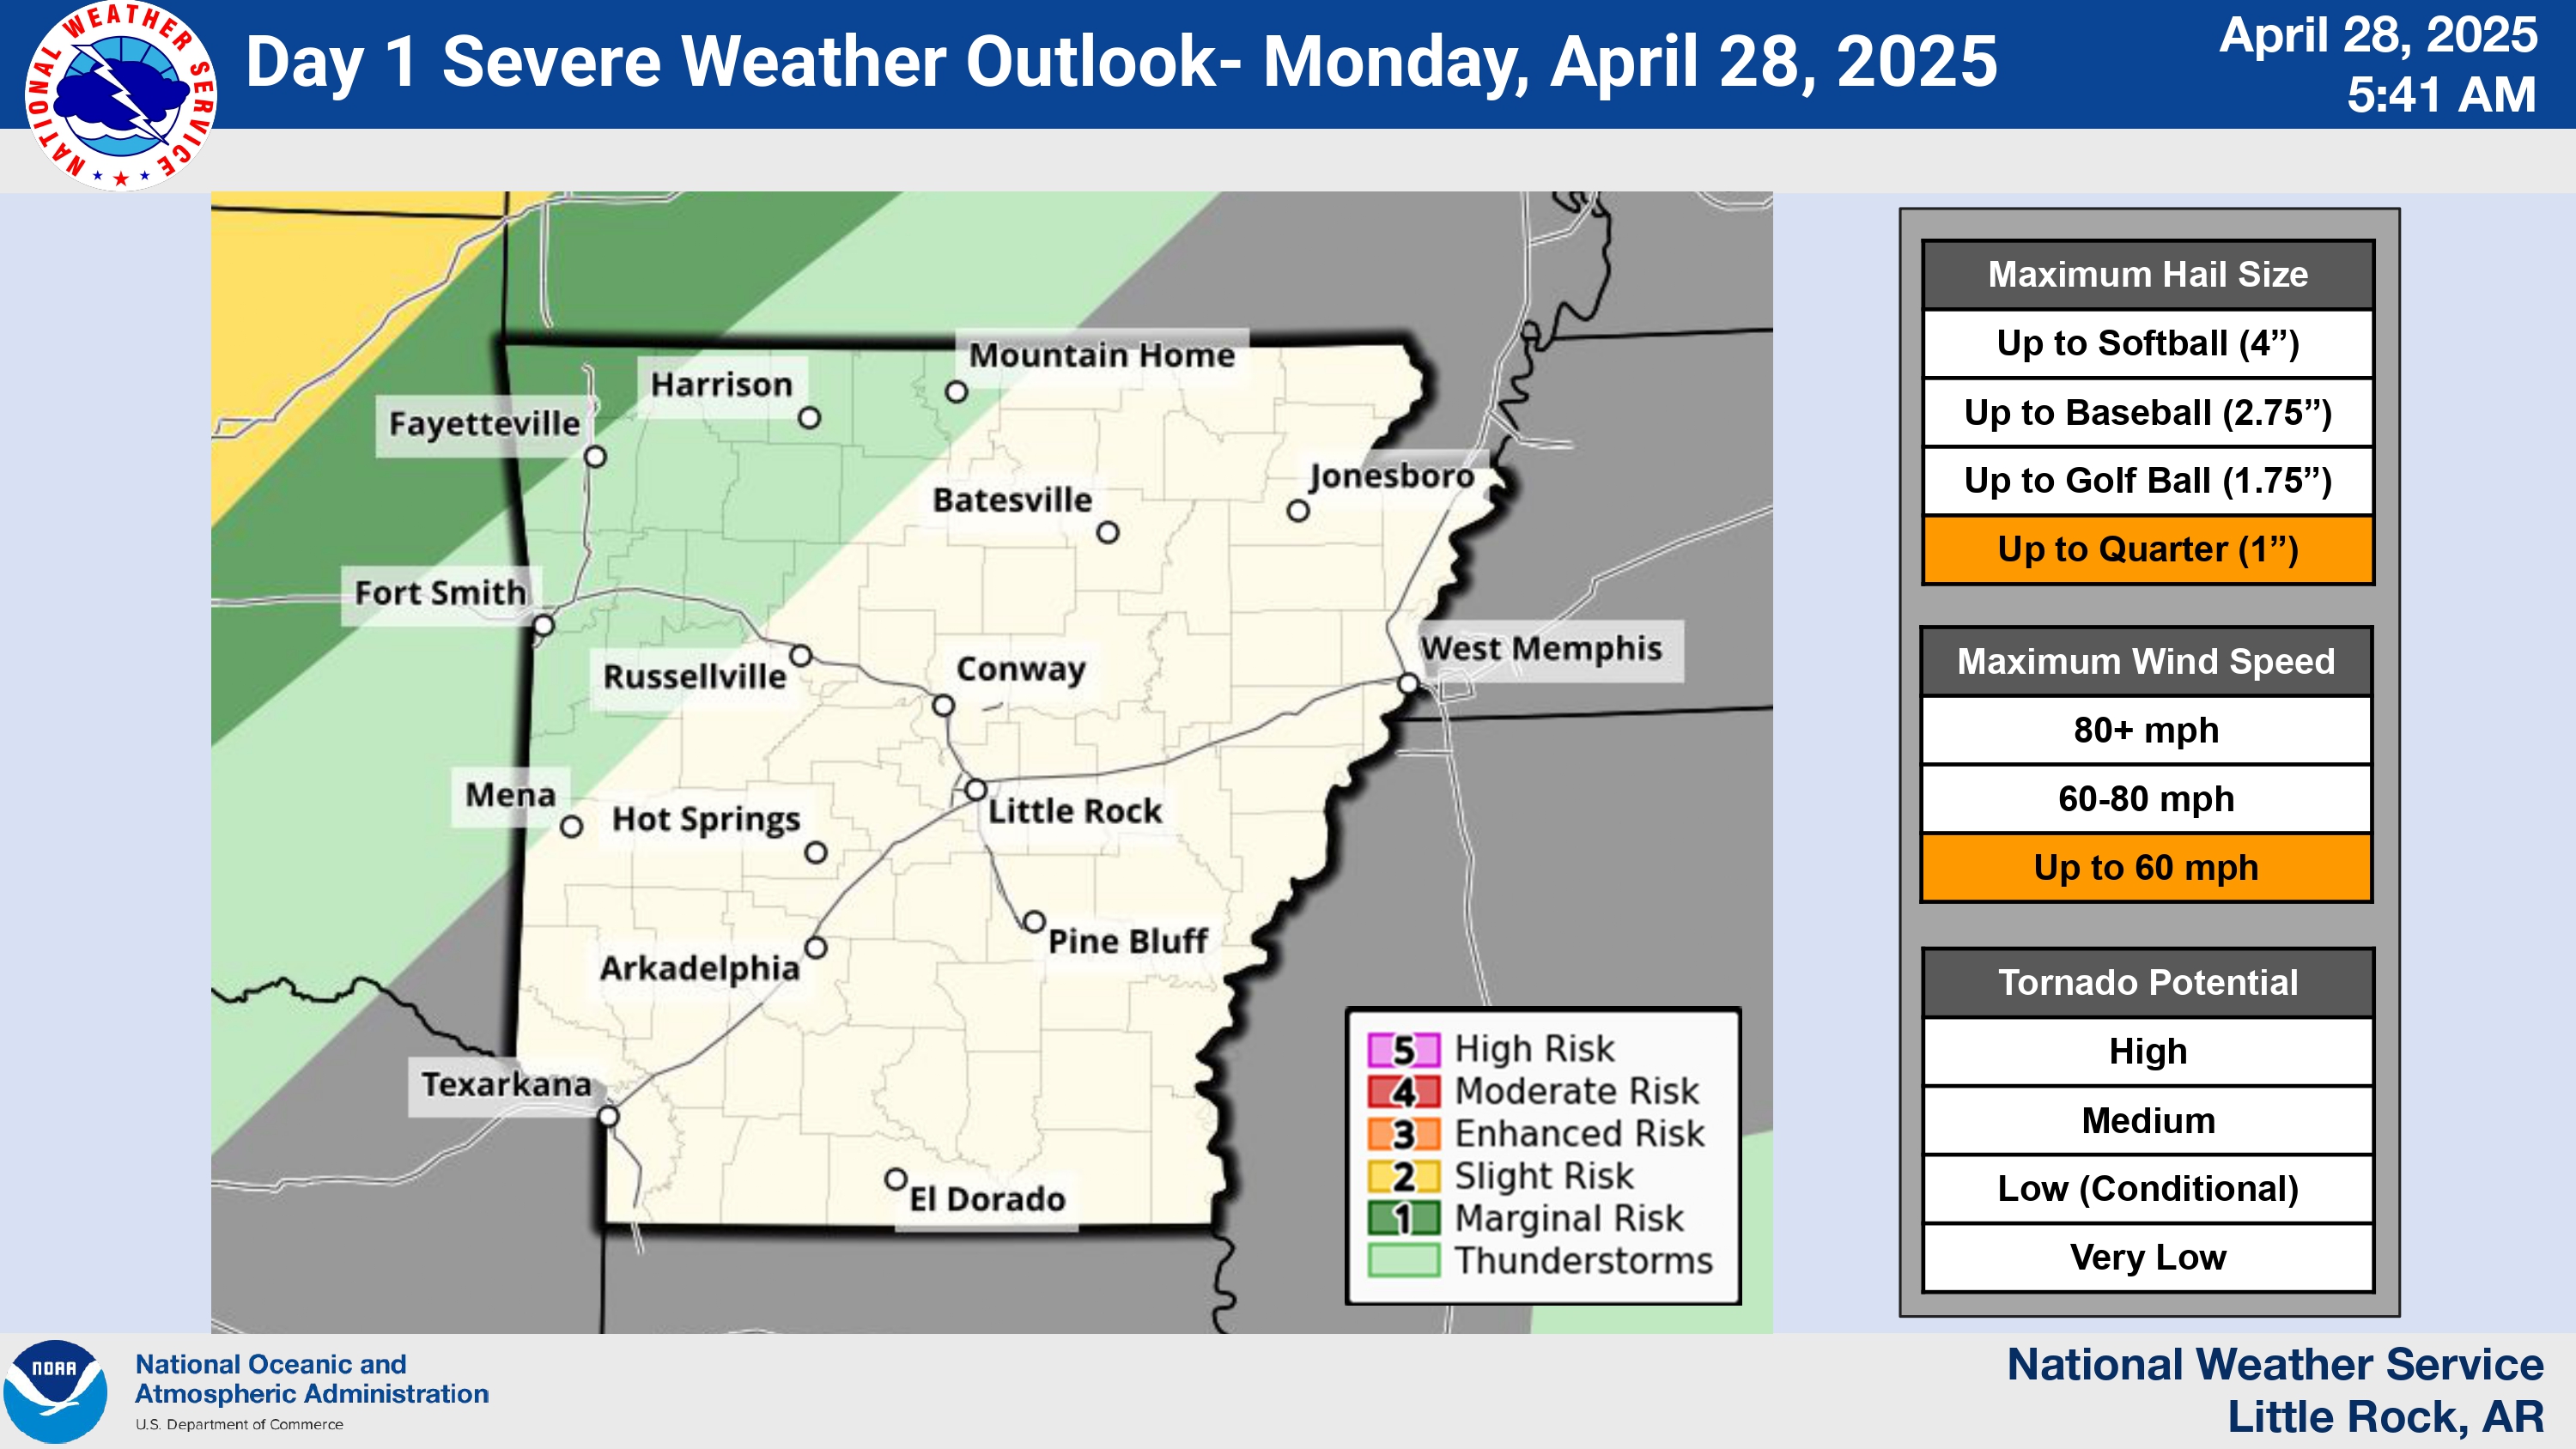 NATIONAL WEATHER SERVICE
Day 1 Severe Weather Outlook- Monday, April 28, 2025
April 28, 2025
5:41 AM
Mountain Home
Harrison
Fayetteville
Jonesboro
Batesville
Fort Smith
West Memphis
Russellville
Conway
Mena
Hot Springs
Little Rock
Pine Bluff
Arkadelphia
Texarkana
El Dorado
5 High Risk
4 Moderate Risk
3 Enhanced Risk
2 Slight Risk
1 Marginal Risk
Thunderstorms
Maximum Hail Size
Up to Softball (4”)
Up to Baseball (2.75”)
Up to Golf Ball (1.75”)
Up to Quarter (1”)
Maximum Wind Speed
80+ mph
60-80 mph
Up to 60 mph
Tornado Potential
High
Medium
Low (Conditional)
Very Low
NOAA
National Oceanic and
Atmospheric Administration
U.S. Department of Commerce
National Weather Service
Little Rock, AR